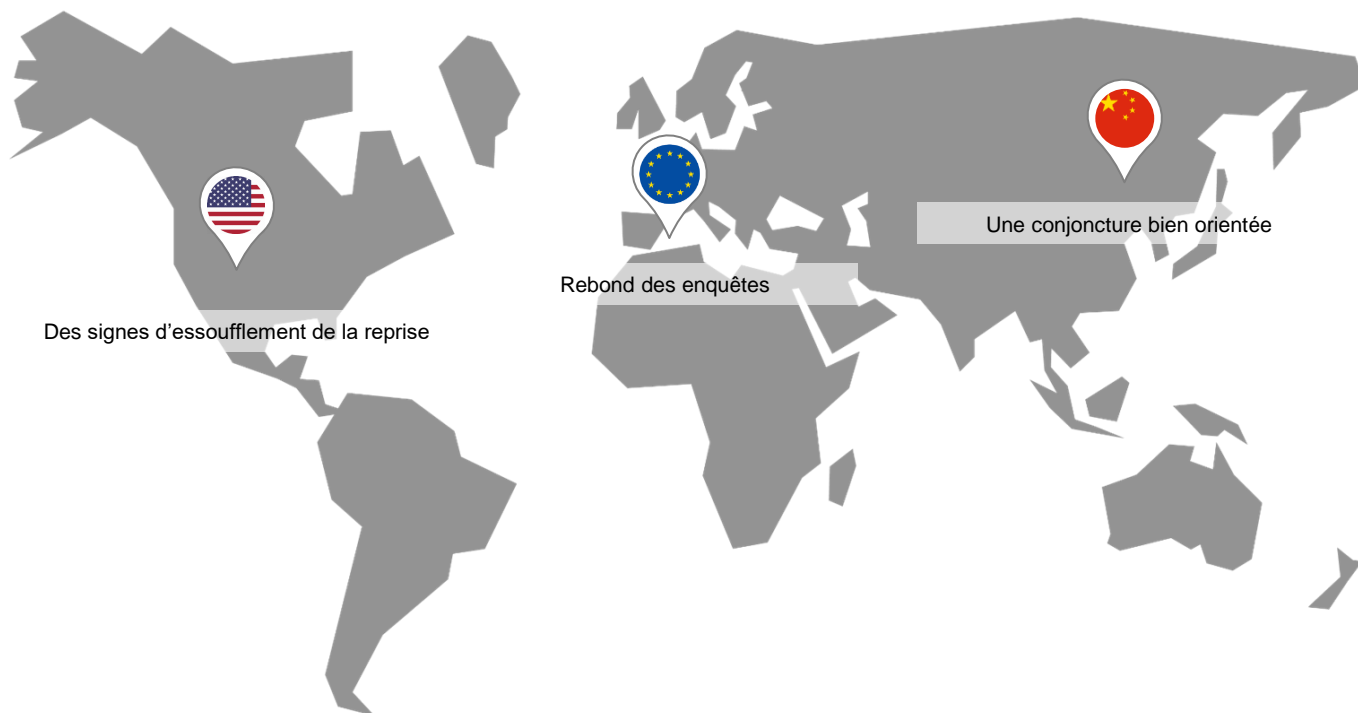 Une conjoncture bien orientée
Rebond des enquêtes
Des signes d’essoufflement de la reprise